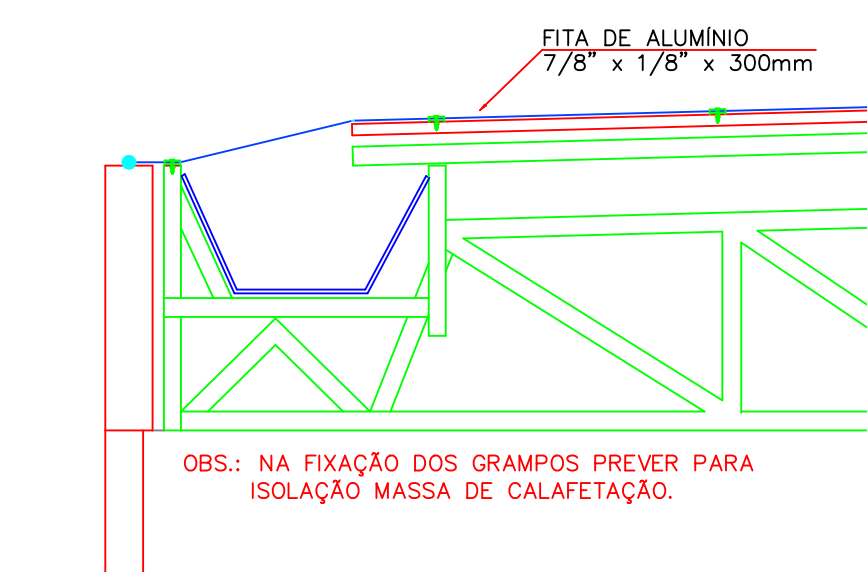 FITA DE ALUMÍNIO
7/8" x 1/8" x 300mm
OBS.: NA FIXAÇÃO DOS GRAMPOS PREVER PARA
ISOLAÇÃO MASSA DE CALAFETAÇÃO.